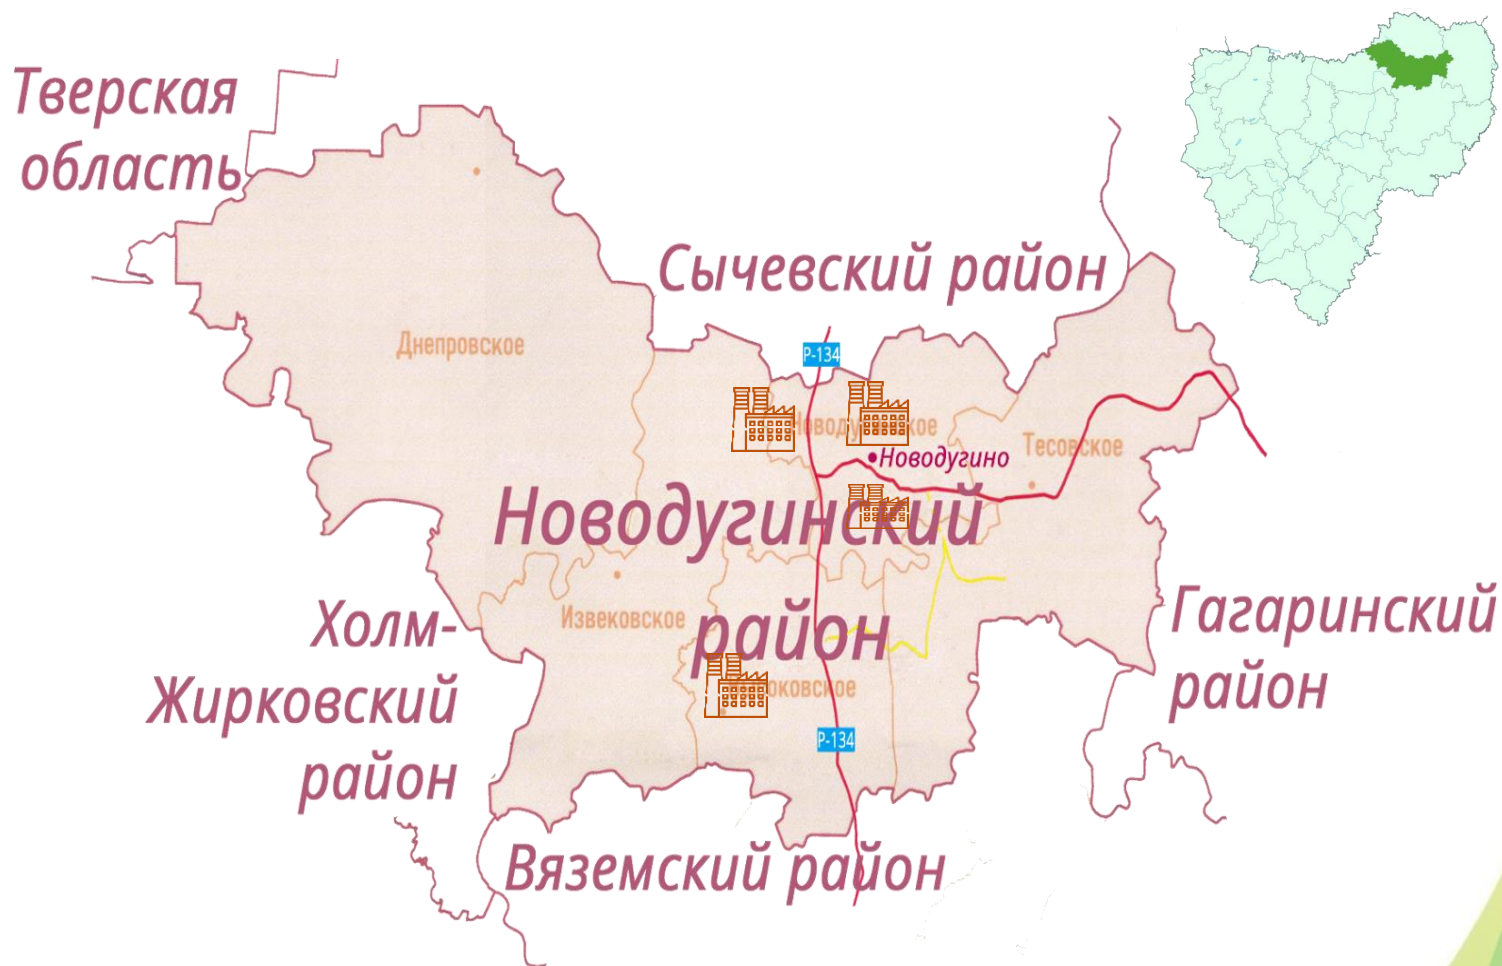 Тверская
область
Сычевский район
Р-134
Днепровское
Тесовское
Новодугино
Новодугинский
район
Извековское
Холм-
Жирковский
район
Гагаринский
район
Р-134
Вяземский район